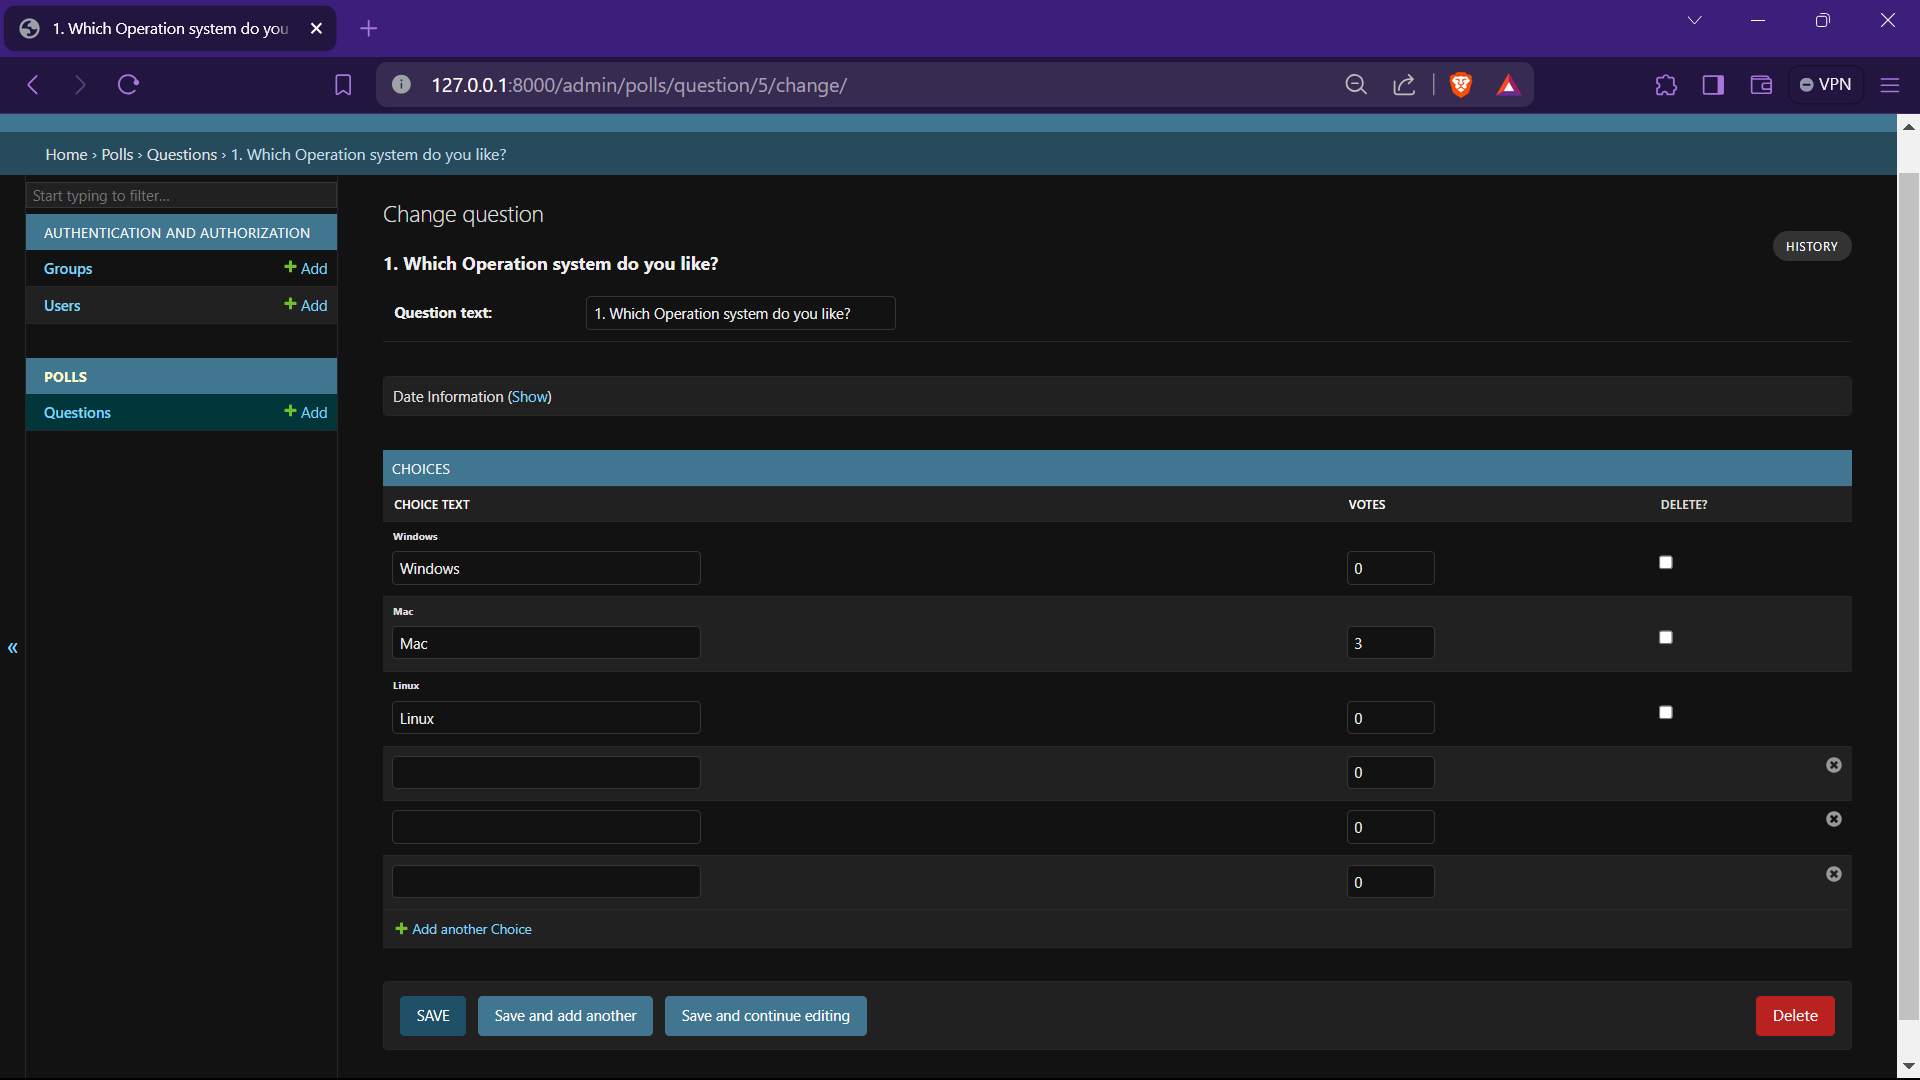 1. Which Operation system do you
127.0.0.1:8000/admin/polls/question/5/change/
VPN
Home › Polls › Questions › 1. Which Operation system do you like?
Start typing to filter...
AUTHENTICATION AND AUTHORIZATION
Groups + Add
Users + Add
POLLS
Questions + Add
«
Change question
HISTORY
1. Which Operation system do you like?
Question text: 1. Which Operation system do you like?
Date Information (Show)
CHOICES
CHOICE TEXT VOTES DELETE?
Windows
Windows 0
Mac
Mac 3
Linux
Linux 0
0
0
0
+ Add another Choice
SAVE Save and add another Save and continue editing Delete